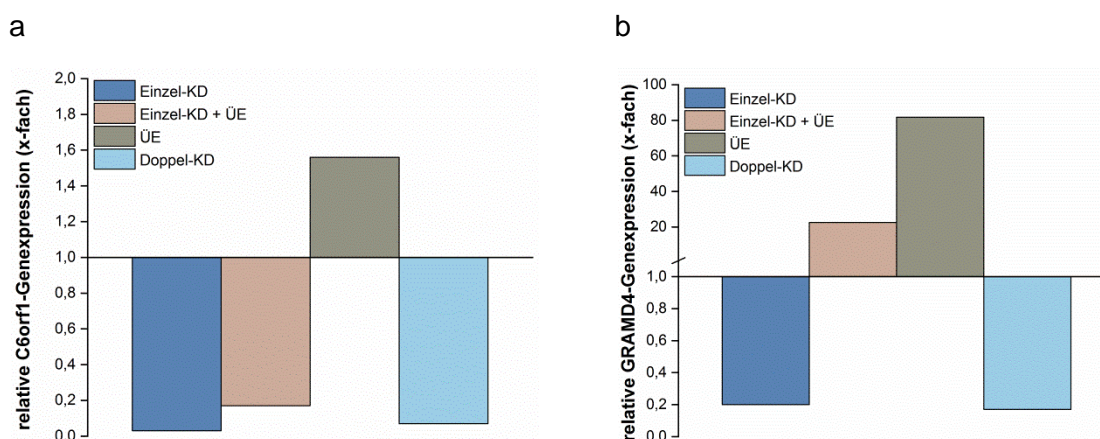 a
relative C6orf1-Genexpression (x-fach)
2,0
1,8
1,6
1,4
1,2
1,0
0,8
0,6
0,4
0,2
0,0
Einzel-KD
Einzel-KD + ÜE
ÜE
Doppel-KD
b
relative GRAMD4-Genexpression (x-fach)
100
80
60
40
20
1,0
0,8
0,6
0,4
0,2
0,0
Einzel-KD
Einzel-KD + ÜE
ÜE
Doppel-KD